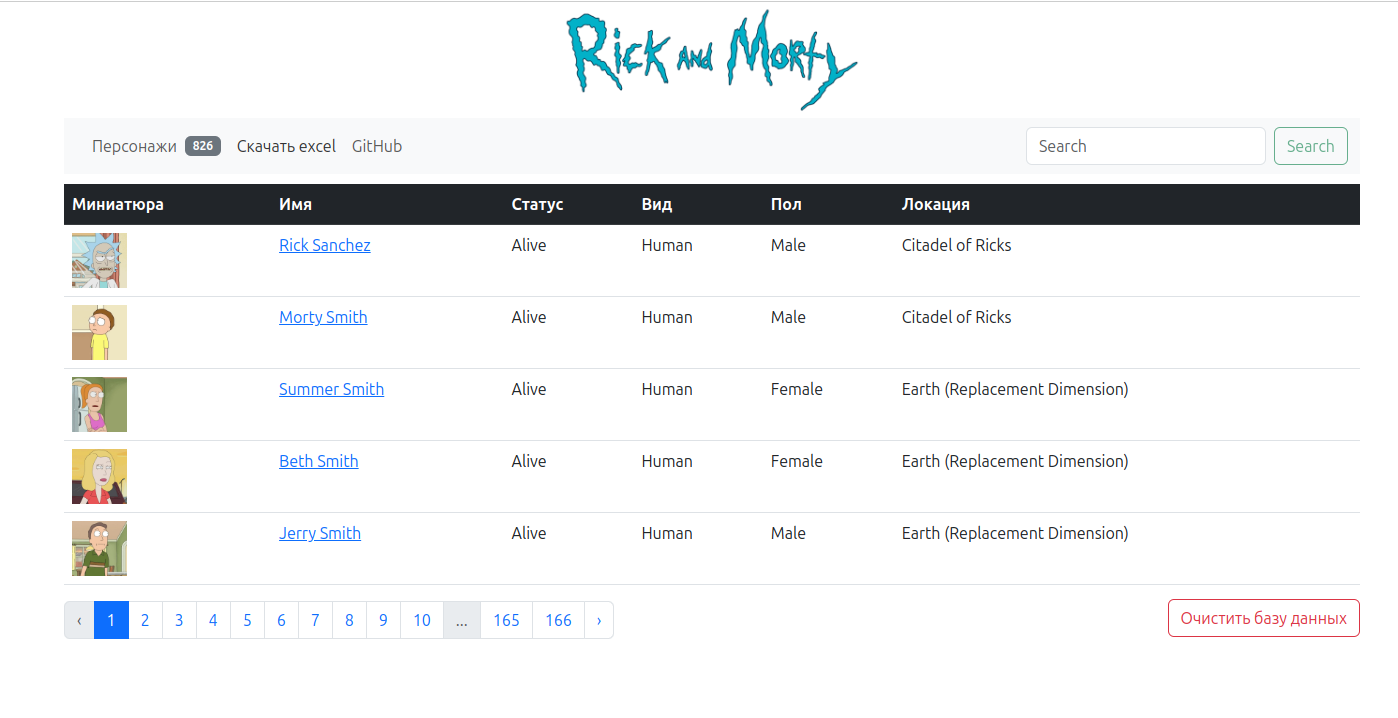 Rick and Morty
Персонажи 826 Скачать excel GitHub Search Search
Миниатюра Имя Статус Вид Пол Локация
Rick Sanchez Alive Human Male Citadel of Ricks
Morty Smith Alive Human Male Citadel of Ricks
Summer Smith Alive Human Female Earth (Replacement Dimension)
Beth Smith Alive Human Female Earth (Replacement Dimension)
Jerry Smith Alive Human Male Earth (Replacement Dimension)
‹ 1 2 3 4 5 6 7 8 9 10 ... 165 166 › Очистить базу данных